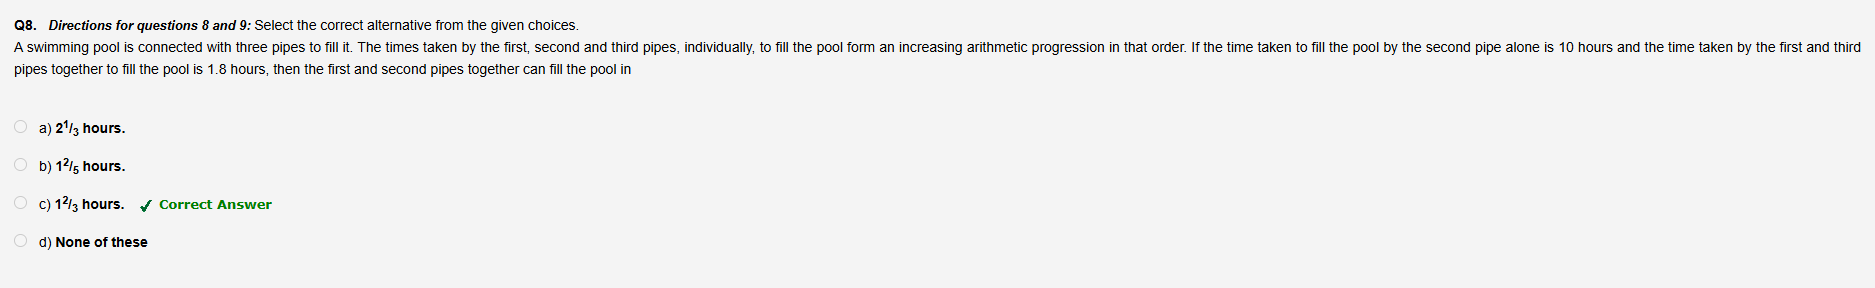 Q8. Directions for questions 8 and 9: Select the correct alternative from the given choices.
A swimming pool is connected with three pipes to fill it. The times taken by the first, second and third pipes, individually, to fill the pool form an increasing arithmetic progression in that order. If the time taken to fill the pool by the second pipe alone is 10 hours and the time taken by the first and third
pipes together to fill the pool is 1.8 hours, then the first and second pipes together can fill the pool in
a) 2¹/₃ hours.
b) 1²/₅ hours.
c) 1²/₃ hours. ✓ Correct Answer
d) None of these